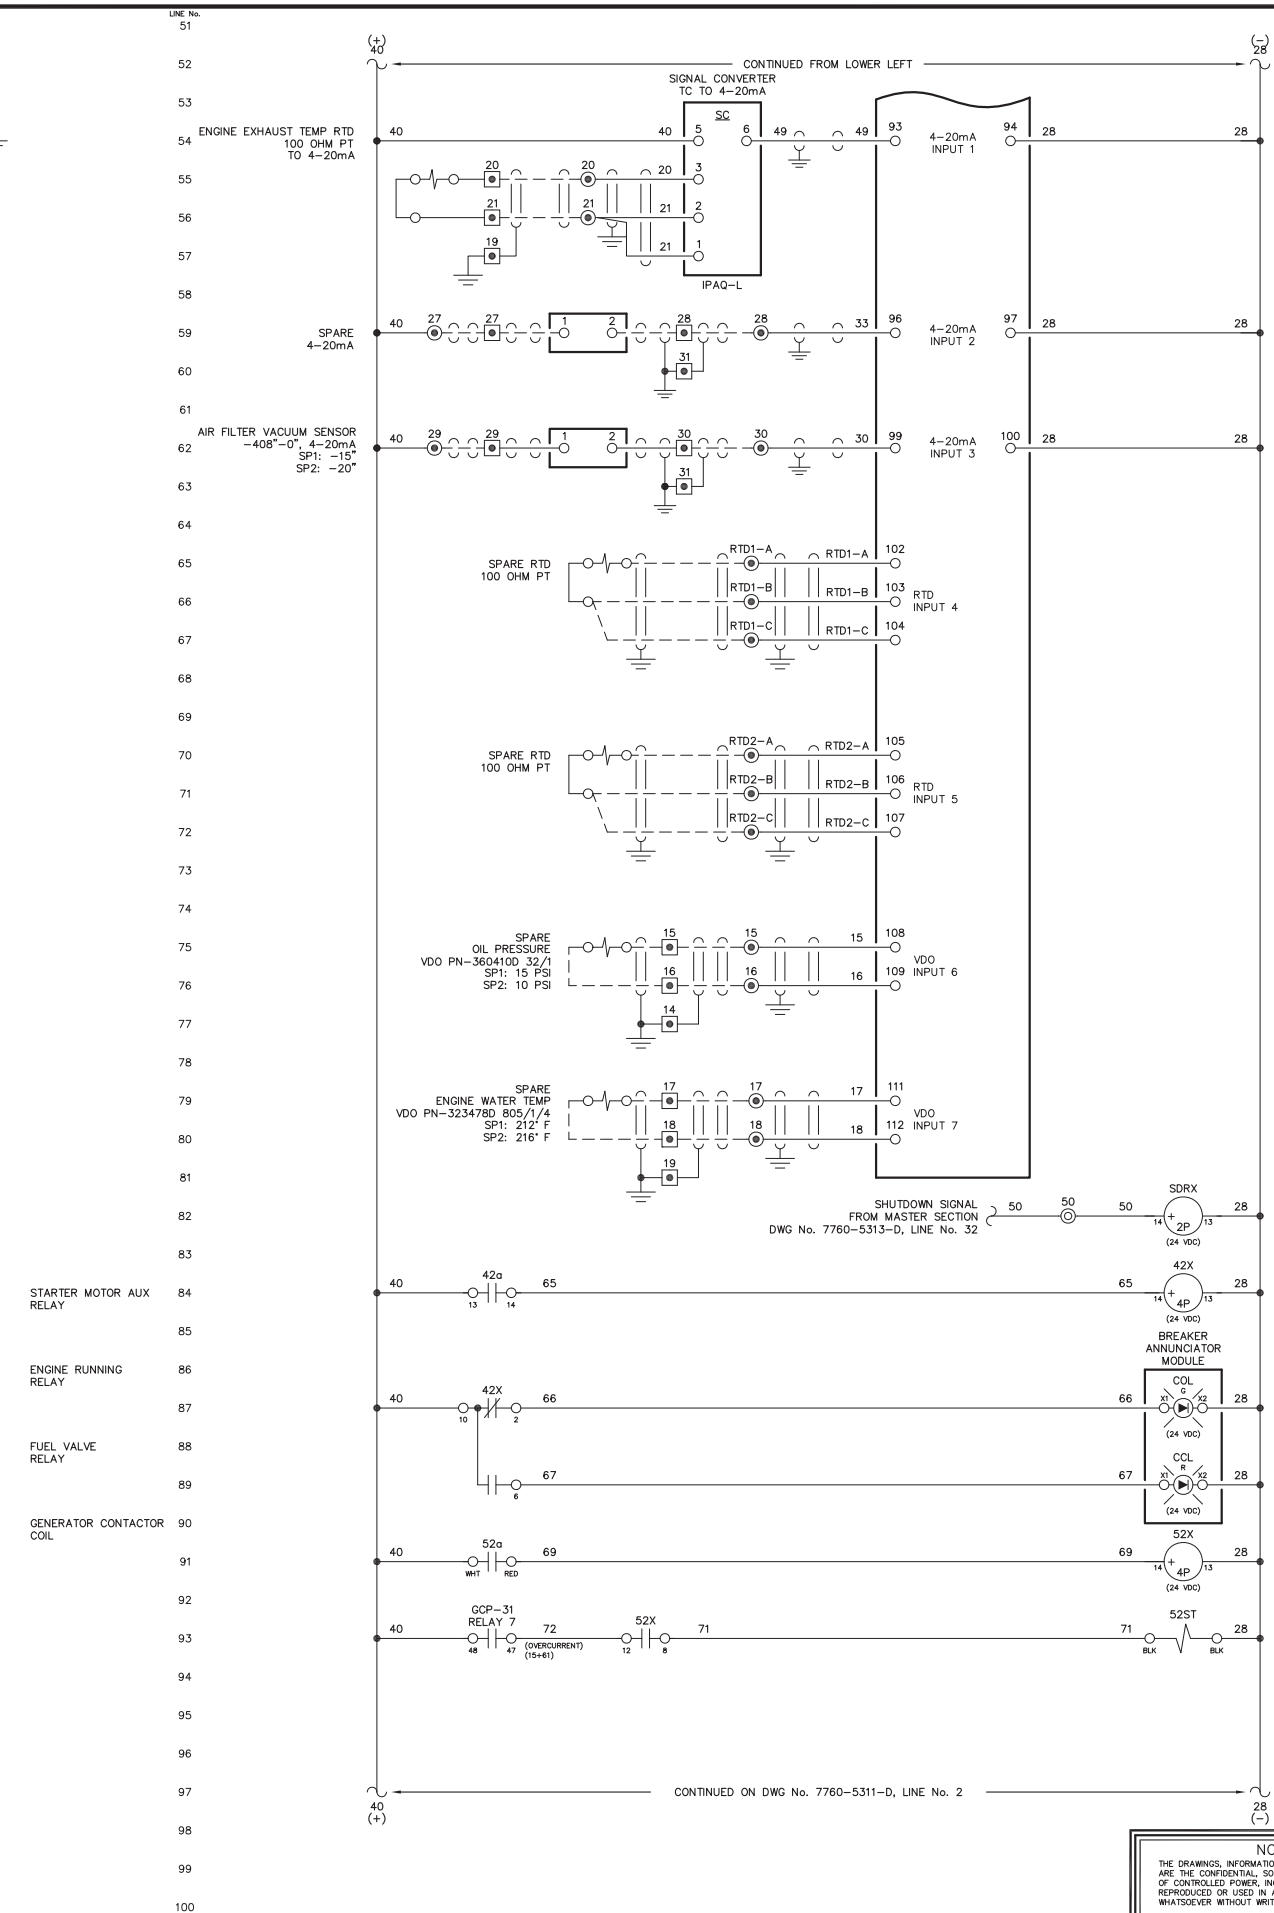 LINE No.
51
(+)
40
(-)
28
52
CONTINUED FROM LOWER LEFT
SIGNAL CONVERTER
TC TO 4-20mA
53
SC
54
ENGINE EXHAUST TEMP RTD
100 OHM PT
TO 4-20mA
40
40
5
6
49
49
93
4-20mA
INPUT 1
94
28
28
55
20
20
20
3
56
21
21
21
2
57
19
21
1
58
IPAQ-L
59
SPARE
4-20mA
40
27
27
1
2
28
28
33
96
4-20mA
INPUT 2
97
28
28
60
31
61
62
AIR FILTER VACUUM SENSOR
-408"-0", 4-20mA
SP1: -15"
SP2: -20"
40
29
29
1
2
30
30
30
99
4-20mA
INPUT 3
100
28
28
63
31
64
65
SPARE RTD
100 OHM PT
RTD1-A
RTD1-A
102
66
RTD1-B
RTD1-B
103
RTD
INPUT 4
67
RTD1-C
RTD1-C
104
68
69
70
SPARE RTD
100 OHM PT
RTD2-A
RTD2-A
105
71
RTD2-B
RTD2-B
106
RTD
INPUT 5
72
RTD2-C
RTD2-C
107
73
74
75
SPARE
OIL PRESSURE
VDO PN-360410D 32/1
SP1: 15 PSI
SP2: 10 PSI
15
15
15
108
VDO
INPUT 6
76
16
16
16
109
77
14
78
79
SPARE
ENGINE WATER TEMP
VDO PN-323478D 805/1/4
SP1: 212° F
SP2: 216° F
17
17
17
111
VDO
INPUT 7
80
18
18
18
112
81
19
82
SHUTDOWN SIGNAL
FROM MASTER SECTION
DWG No. 7760-5313-D, LINE No. 32
50
50
50
SDRX
14
+
2P
13
(24 VDC)
28
83
STARTER MOTOR AUX
RELAY
84
40
42a
13
14
65
65
42X
14
+
4P
13
(24 VDC)
28
85
BREAKER
ANNUNCIATOR
MODULE
ENGINE RUNNING
RELAY
86
87
40
42X
10
2
66
66
COL
G
X1
X2
(24 VDC)
28
FUEL VALVE
RELAY
88
89
6
67
67
CCL
R
X1
X2
(24 VDC)
28
GENERATOR CONTACTOR
COIL
90
91
40
52a
WHT
RED
69
69
52X
14
+
4P
13
(24 VDC)
28
92
93
40
GCP-31
RELAY 7
48
47
72
(OVERCURRENT)
(15+61)
52X
12
8
71
71
52ST
BLK
BLK
28
94
95
96
97
CONTINUED ON DWG No. 7760-5311-D, LINE No. 2
40
(+)
28
(-)
98
99
100
THE DRAWINGS,
ARE THE CONFIDENTIAL,
OF CONTROLLED POWER,
REPRODUCED OR USED IN
WHATSOEVER WITHOUT